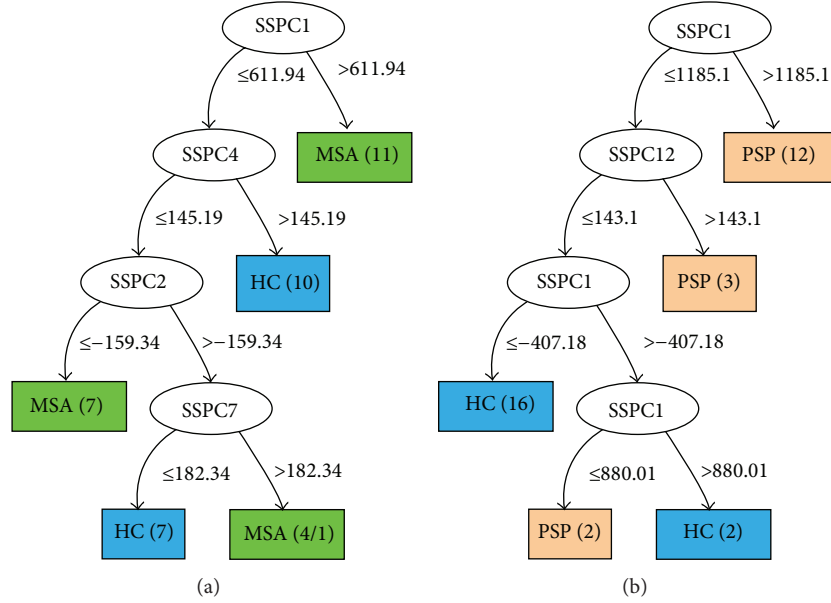 SSPC1
≤611.94
>611.94
SSPC4
MSA (11)
≤145.19
>145.19
SSPC2
HC (10)
≤−159.34
>−159.34
MSA (7)
SSPC7
≤182.34
>182.34
HC (7)
MSA (4/1)
(a)
SSPC1
≤1185.1
>1185.1
SSPC12
PSP (12)
≤143.1
>143.1
SSPC1
PSP (3)
≤−407.18
>−407.18
HC (16)
SSPC1
≤880.01
>880.01
PSP (2)
HC (2)
(b)